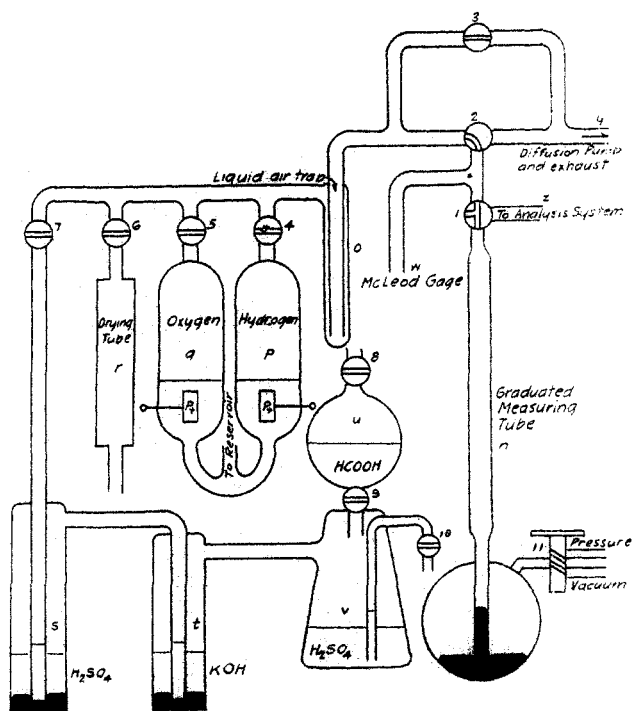 3
2
4
Diffusion Pump
and exhaust
Liquid air trap
1
z
To Analysis System
7
6
5
4
o
w
McLeod Gage
Drying
Tube
r
Oxygen
q
Hydrogen
P
8
To Reservoir
u
HCOOH
Graduated
Measuring
Tube
n
9
10
11
Pressure
Vacuum
s
t
v
H2SO4
KOH
H2SO4